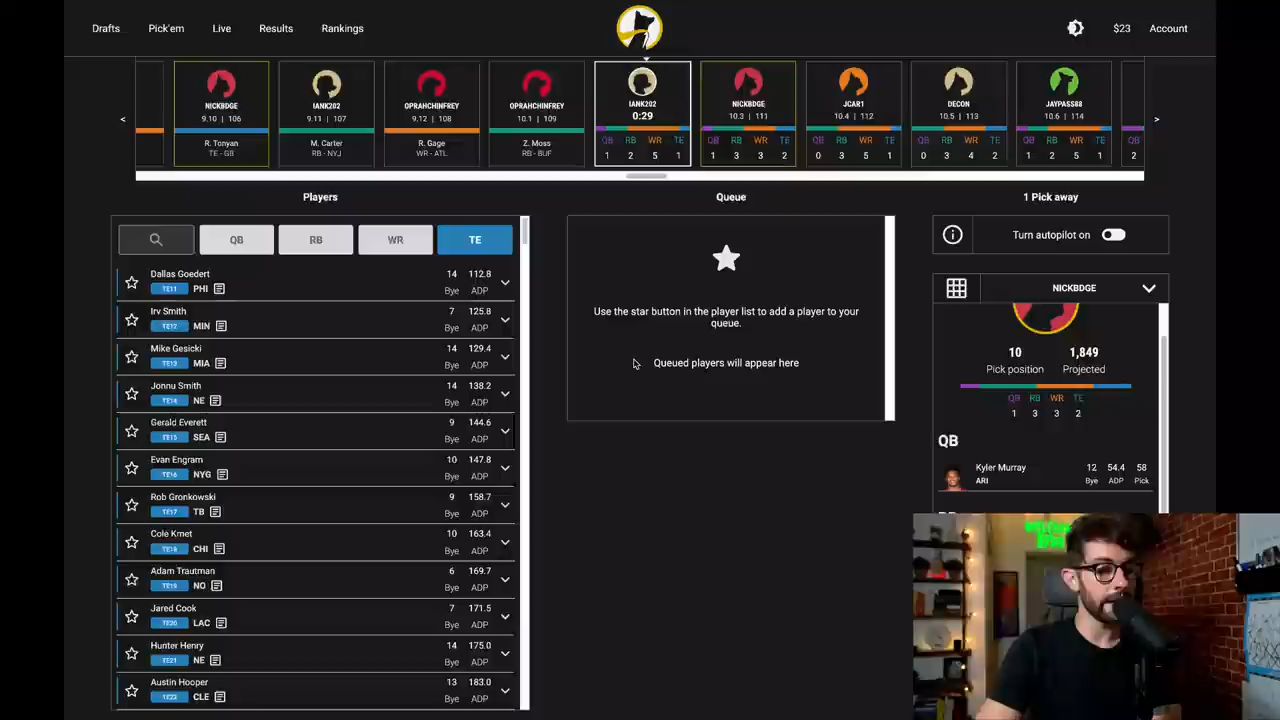 Drafts Pick'em Live Results Rankings $23 Account
NICKBDGE IANK202 OPRAHCHINFREY OPRAHCHINFREY IANK202 NICKBDGE JCAR1 DECON JAYPASS88
9.10 | 106 9.11 | 107 9.12 | 108 10.1 | 109 0:29 10.3 | 111 10.4 | 112 10.5 | 113 10.6 | 114
R. Tonyan M. Carter R. Gage Z. Moss QB RB WR TE QB RB WR TE QB RB WR TE QB RB WR TE QB RB WR TE QB
TE - GB RB - NYJ WR - ATL RB - BUF 1 2 5 1 1 3 3 2 0 3 5 1 0 3 4 2 1 2 5 1 2
Players Queue 1 Pick away
QB RB WR TE
Turn autopilot on
Dallas Goedert 14 112.8
TE11 PHI Bye ADP
Irv Smith 7 125.8
TE12 MIN Bye ADP
Mike Gesicki 14 129.4
TE13 MIA Bye ADP
Jonnu Smith 14 138.2
TE14 NE Bye ADP
Gerald Everett 9 144.6
TE15 SEA Bye ADP
Evan Engram 10 147.8
TE16 NYG Bye ADP
Rob Gronkowski 9 158.7
TE17 TB Bye ADP
Cole Kmet 10 163.4
TE18 CHI Bye ADP
Adam Trautman 6 169.7
TE19 NO Bye ADP
Jared Cook 7 171.5
TE20 LAC Bye ADP
Hunter Henry 14 175.0
TE21 NE Bye ADP
Austin Hooper 13 183.0
TE22 CLE Bye ADP
Use the star button in the player list to add a player to your
queue.
Queued players will appear here
NICKBDGE
10 1,849
Pick position Projected
QB RB WR TE
1 3 3 2
QB
Kyler Murray 12 54.4 58
ARI Bye ADP Pick